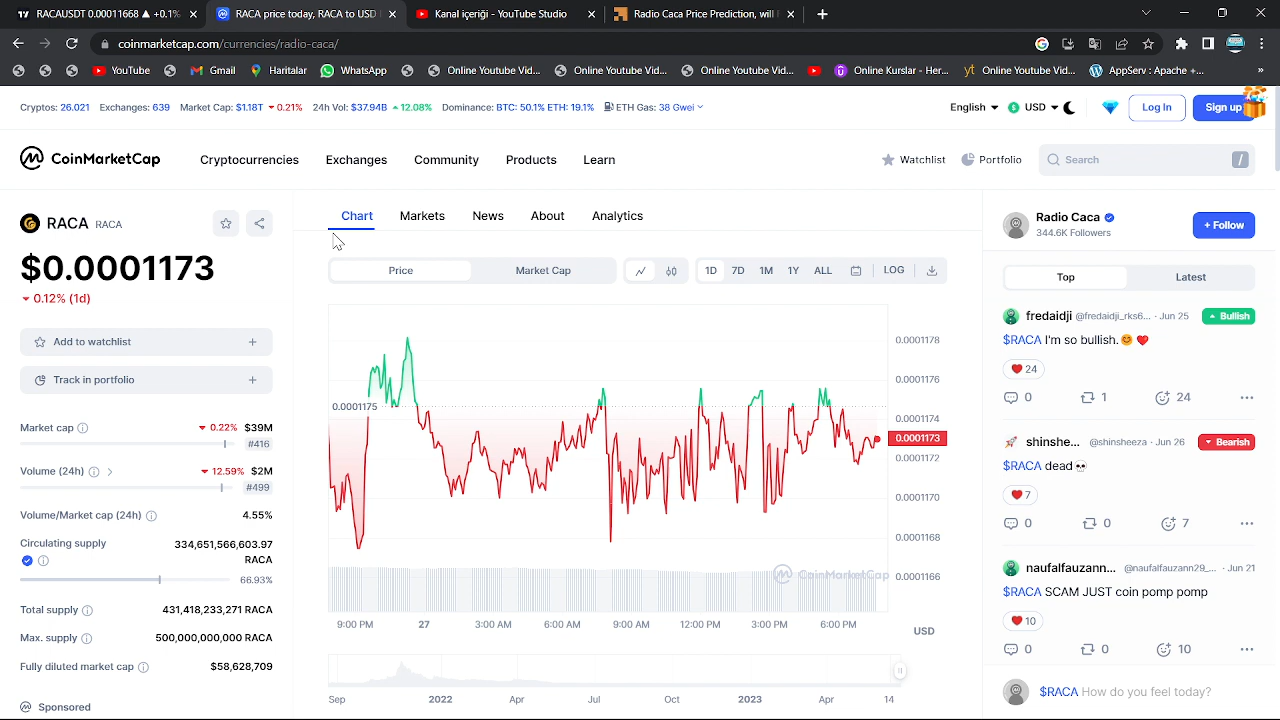 RACAUSDT 0.0001668 ▲ +0.1%
RACA price today, RACA to USD l
Kanal içeriği - YouTube Studio
Radio Caca Price Prediction, will F
coinmarketcap.com/currencies/radio-caca/
YouTube
Gmail
Haritalar
WhatsApp
Online Youtube Vid...
Online Youtube Vid...
Online Youtube Vid...
Online Kurslar - Her...
yt Online Youtube Vid...
AppServ : Apache +...
Cryptos: 26.021 Exchanges: 639 Market Cap: $1.18T 0.21% 24h Vol: $37.94B 12.08% Dominance: BTC: 50.1% ETH: 19.1% ETH Gas: 38 Gwei
English USD Log In Sign up
CoinMarketCap
Cryptocurrencies Exchanges Community Products Learn
Watchlist Portfolio Search /
RACA RACA
$0.0001173
0.12% (1d)
Add to watchlist +
Track in portfolio +
Market cap 0.22% $39M
#416
Volume (24h) 12.59% $2M
#499
Volume/Market cap (24h) 4.55%
Circulating supply 334,651,566,603.97
RACA
66.93%
Total supply 431,418,233,271 RACA
Max. supply 500,000,000,000 RACA
Fully diluted market cap $58,628,709
Sponsored
Chart Markets News About Analytics
Price Market Cap 1D 7D 1M 1Y ALL LOG
0.0001178
0.0001176
0.0001175
0.0001174
0.0001173
0.0001172
0.0001170
0.0001168
0.0001166
CoinMarketCap
9:00 PM 27 3:00 AM 6:00 AM 9:00 AM 12:00 PM 3:00 PM 6:00 PM
USD
Sep 2022 Apr Jul Oct 2023 Apr 14
Radio Caca
344.6K Followers
+ Follow
Top Latest
fredaidji @fredaidji_rks6... · Jun 25 Bullish
$RACA I'm so bullish.😊 ❤️
24
0 1 24
shinshe... @shinsheeza · Jun 26 Bearish
$RACA dead💀
7
0 0 7
naufalfauzann... @naufalfauzann29_... · Jun 21
$RACA SCAM JUST coin pomp pomp
10
0 0 10
$RACA How do you feel today?